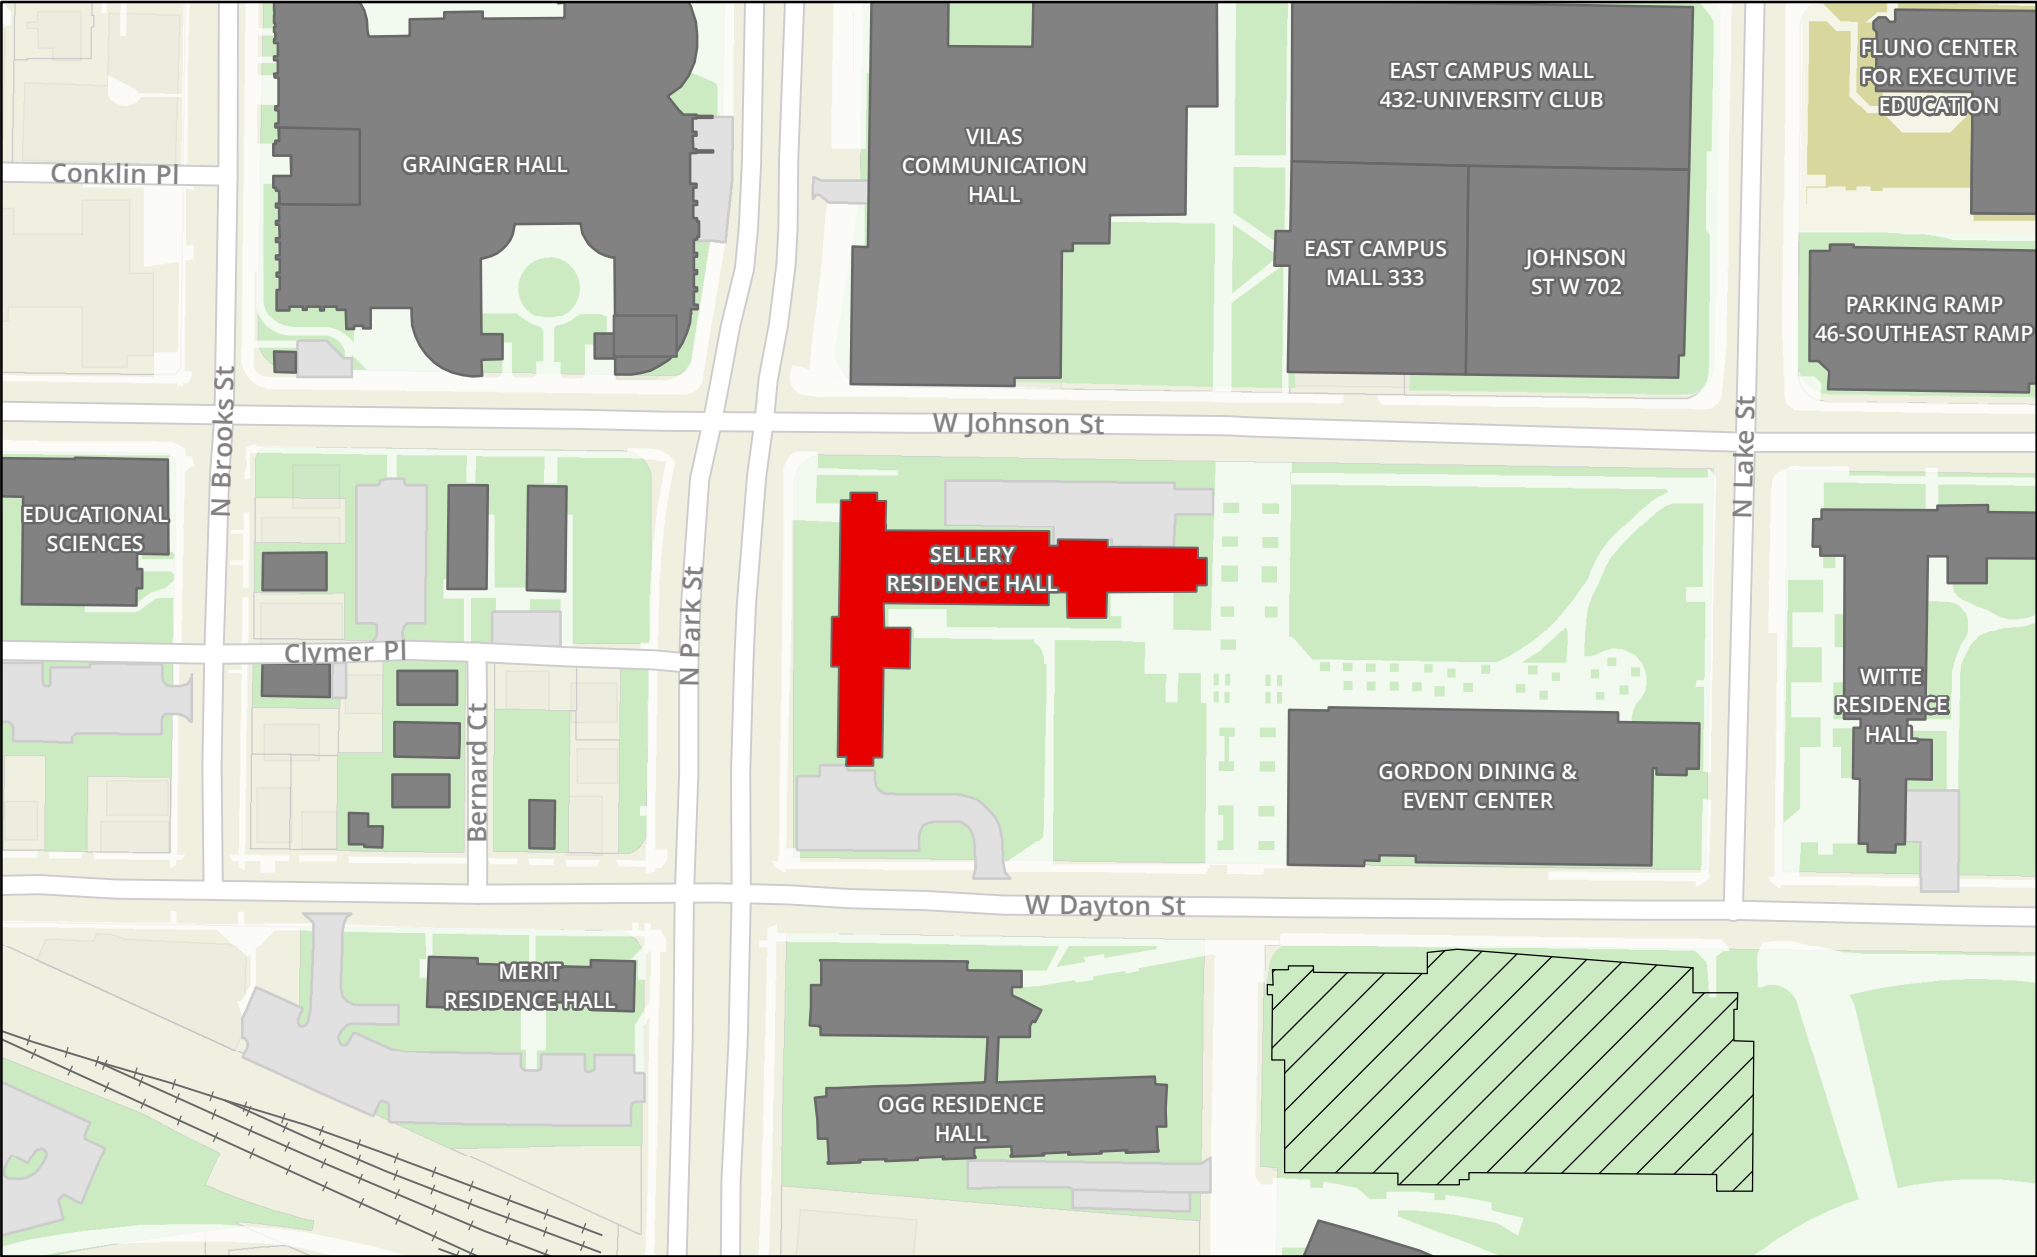 FLUNO CENTER
FOR EXECUTIVE
EDUCATION
EAST CAMPUS MALL
432-UNIVERSITY CLUB
VILAS
COMMUNICATION
HALL
GRAINGER HALL
Conklin Pl
EAST CAMPUS
MALL 333
JOHNSON
ST W 702
PARKING RAMP
46-SOUTHEAST RAMP
N Brooks St
W Johnson St
N Lake St
EDUCATIONAL
SCIENCES
SELLERY
RESIDENCE HALL
N Park St
Clymer Pl
WITTE
RESIDENCE
HALL
Bernard Ct
GORDON DINING &
EVENT CENTER
W Dayton St
MERIT
RESIDENCE HALL
OGG RESIDENCE
HALL